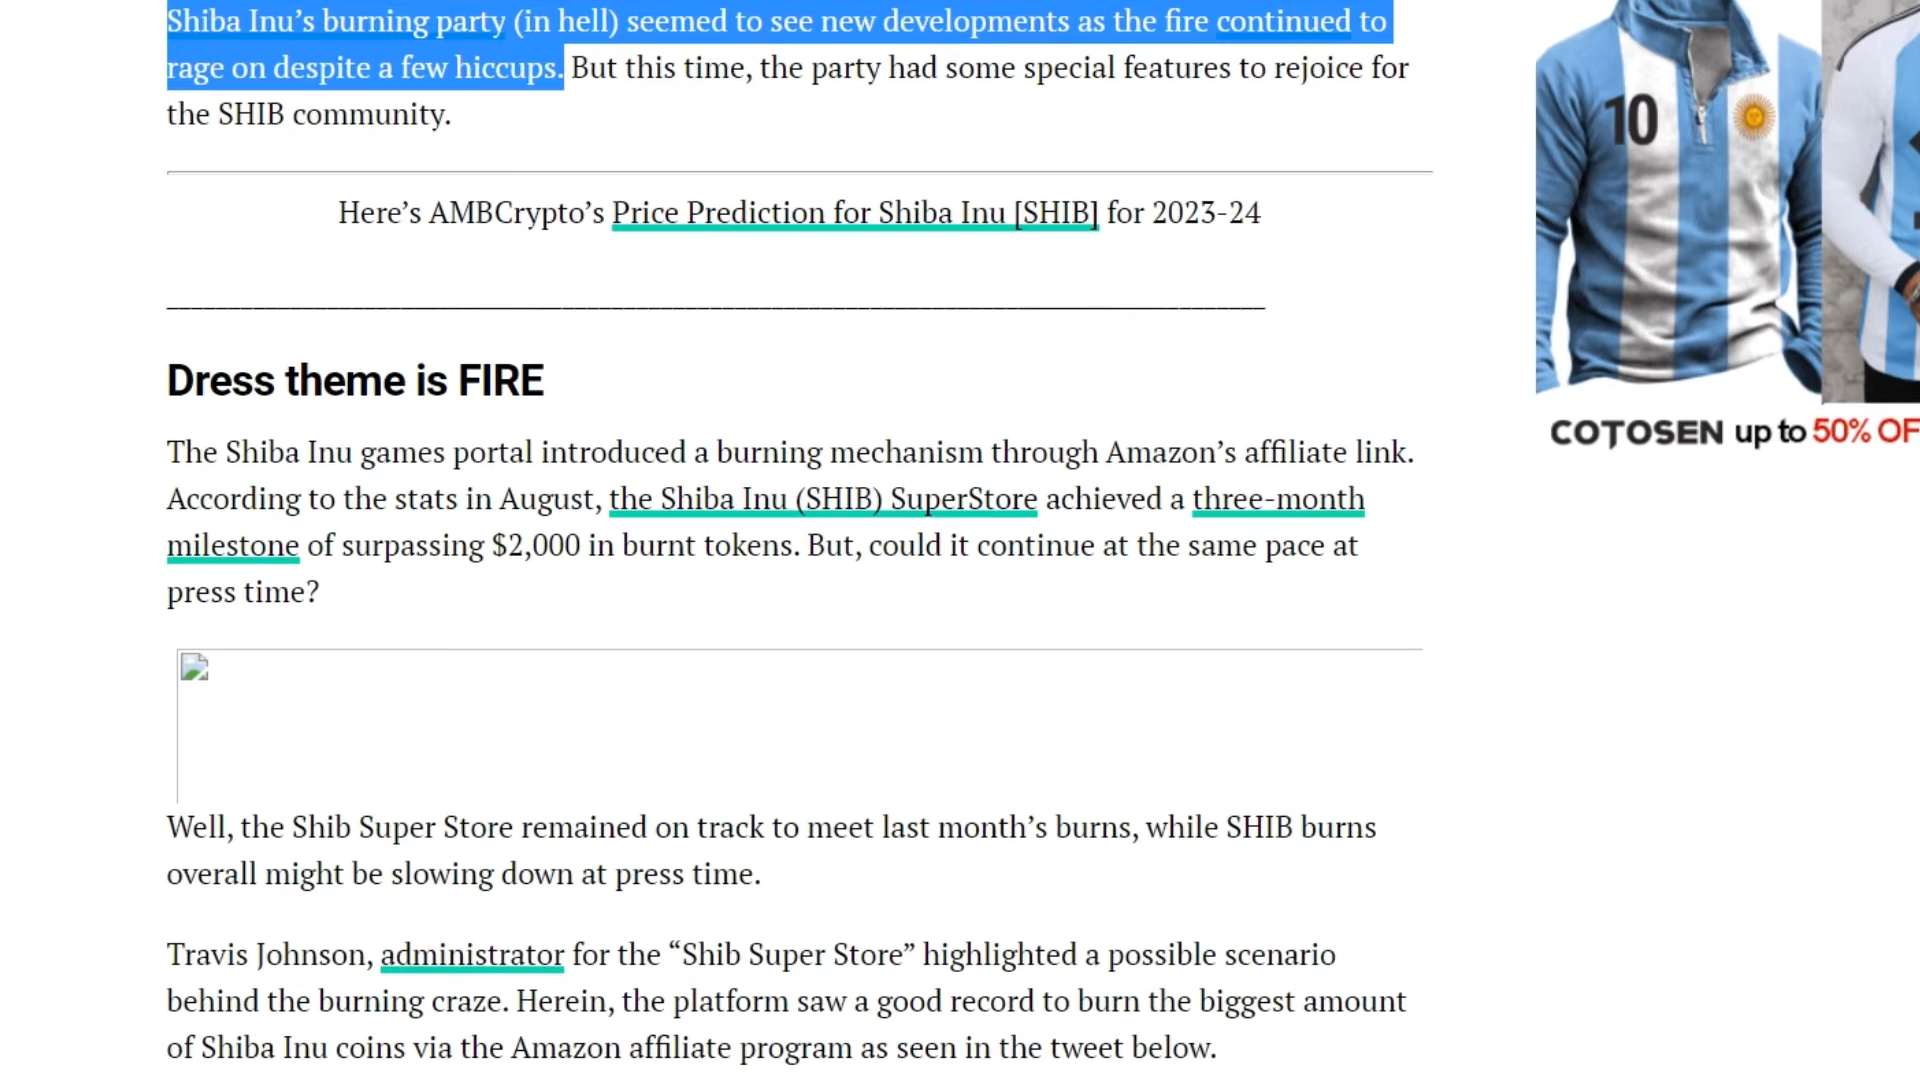 Shiba Inu’s burning party (in hell) seemed to see new developments as the fire continued to
rage on despite a few hiccups. But this time, the party had some special features to rejoice for
the SHIB community.
Here’s AMBCrypto’s Price Prediction for Shiba Inu [SHIB] for 2023-24
Dress theme is FIRE
The Shiba Inu games portal introduced a burning mechanism through Amazon’s affiliate link.
According to the stats in August, the Shiba Inu (SHIB) SuperStore achieved a three-month
milestone of surpassing $2,000 in burnt tokens. But, could it continue at the same pace at
press time?
Well, the Shib Super Store remained on track to meet last month’s burns, while SHIB burns
overall might be slowing down at press time.
Travis Johnson, administrator for the “Shib Super Store” highlighted a possible scenario
behind the burning craze. Herein, the platform saw a good record to burn the biggest amount
of Shiba Inu coins via the Amazon affiliate program as seen in the tweet below.
10
COTOSEN up to 50% OF